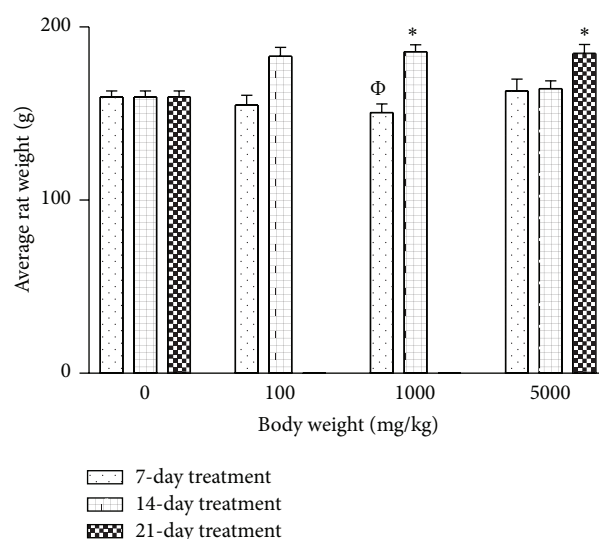 200
*
*
Φ
Average rat weight (g)
100
0
0 100 1000 5000
Body weight (mg/kg)
7-day treatment
14-day treatment
21-day treatment